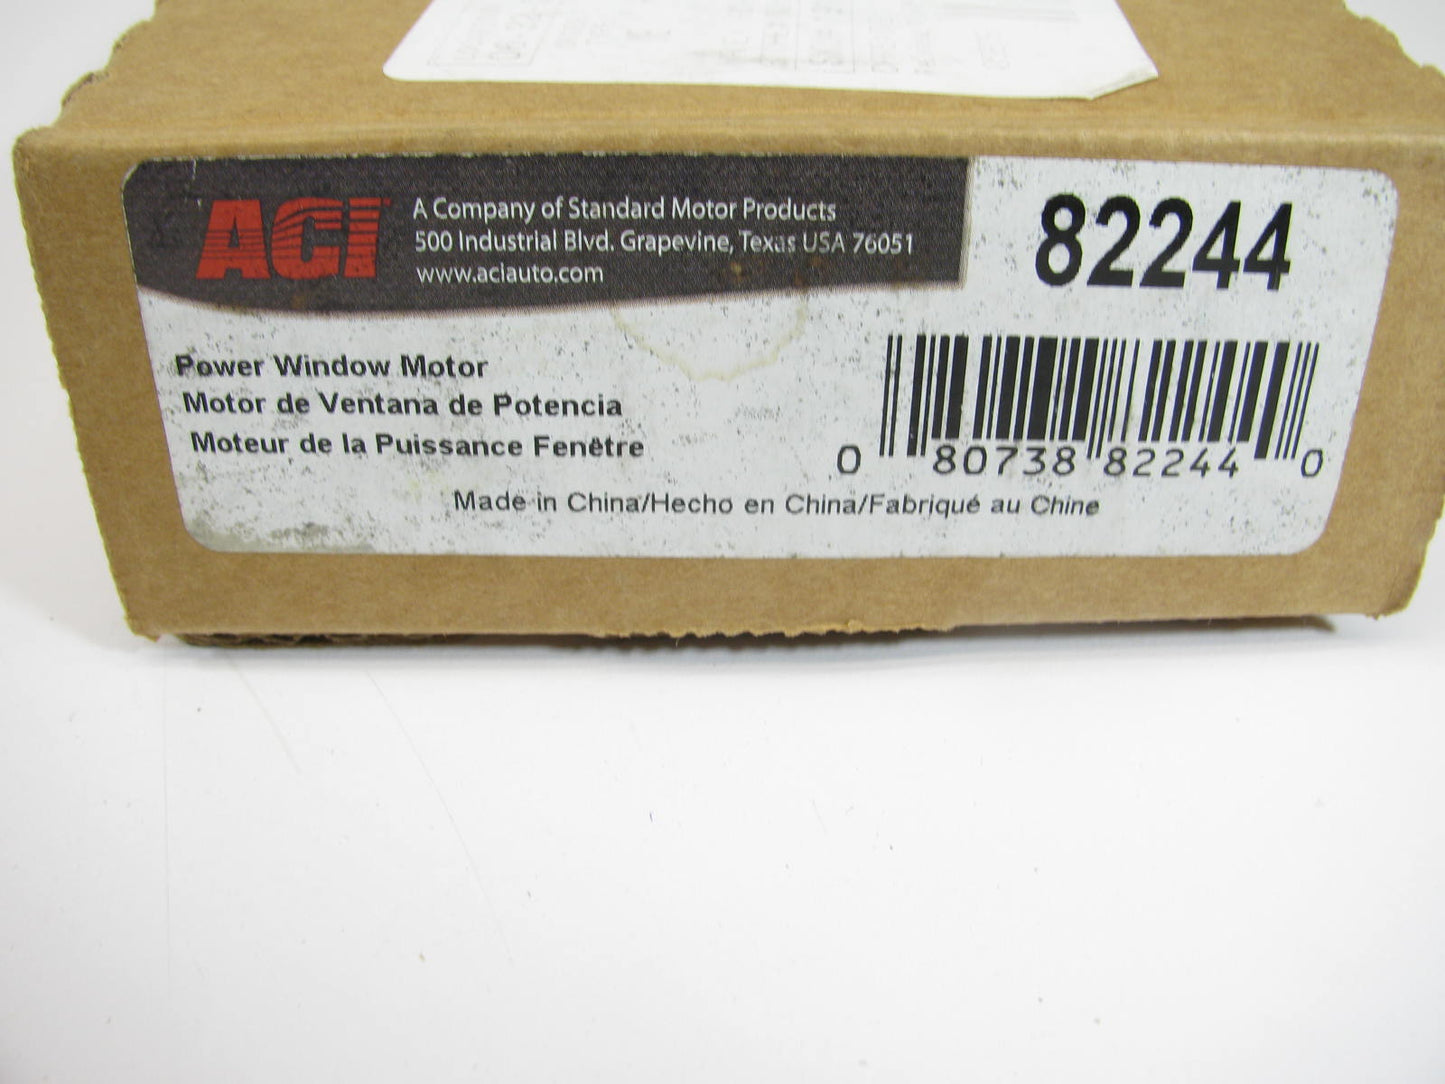 ACI
A Company of Standard Motor Products
500 Industrial Blvd. Grapevine, Texas USA 76051
www.aciauto.com
82244
Power Window Motor
Motor de Ventana de Potencia
Moteur de la Puissance Fenêtre
0 80738 82244 0
Made in China/Hecho en China/Fabriqué au Chine